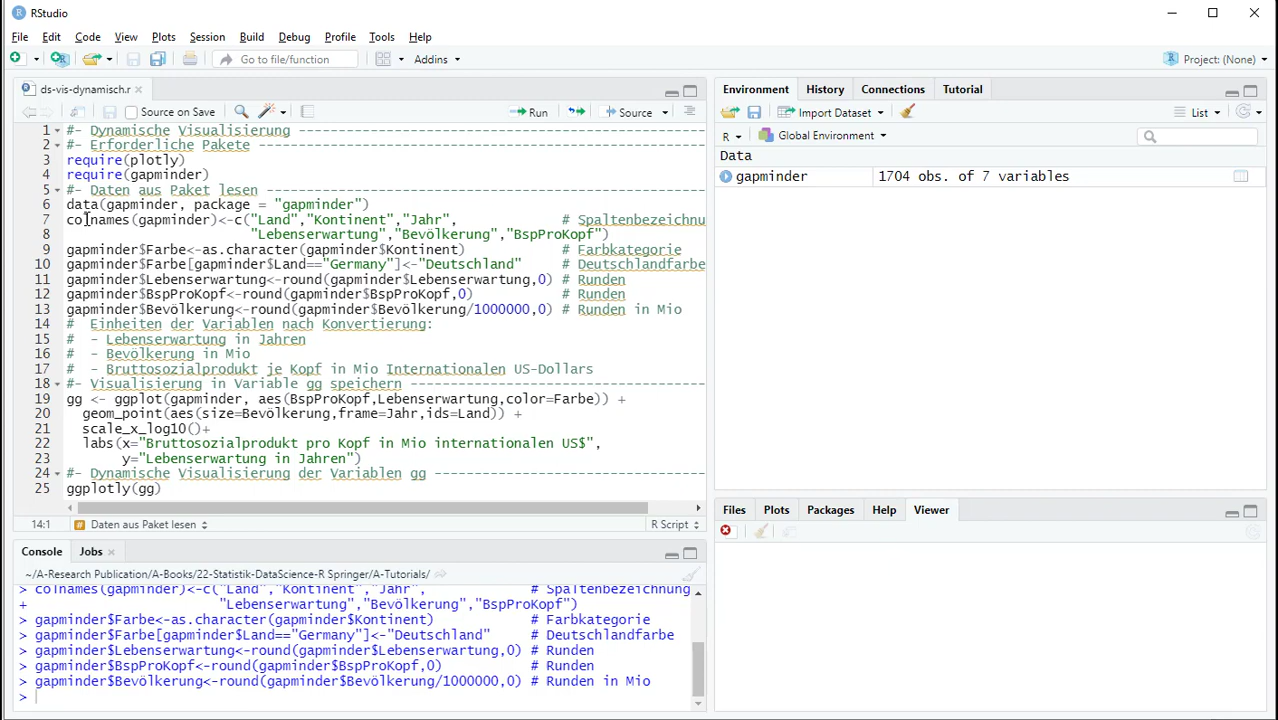 RStudio
File Edit Code View Plots Session Build Debug Profile Tools Help
Go to file/function Addins Project: (None)
ds-vis-dynamisch.r
Source on Save Run Source
1 #- Dynamische Visualisierung ----------------------------------------------------
2 #- Erforderliche Pakete ---------------------------------------------------------
3 require(plotly)
4 require(gapminder)
5 #- Daten aus Paket lesen --------------------------------------------------------
6 data(gapminder, package = "gapminder")
7 colnames(gapminder)<-c("Land","Kontinent","Jahr", # Spaltenbezeichnu
8 "Lebenserwartung","Bevölkerung","BspProKopf")
9 gapminder$Farbe<-as.character(gapminder$Kontinent) # Farbkategorie
10 gapminder$Farbe[gapminder$Land=="Germany"]<-"Deutschland" # Deutschlandfarbe
11 gapminder$Lebenserwartung<-round(gapminder$Lebenserwartung,0) # Runden
12 gapminder$BspProKopf<-round(gapminder$BspProKopf,0) # Runden
13 gapminder$Bevölkerung<-round(gapminder$Bevölkerung/1000000,0) # Runden in Mio
14 # Einheiten der Variablen nach Konvertierung:
15 # - Lebenserwartung in Jahren
16 # - Bevölkerung in Mio
17 # - Bruttosozialprodukt je Kopf in Mio Internationalen US-Dollars
18 #- Visualisierung in Variable gg speichern -------------------------------------
19 gg <- ggplot(gapminder, aes(BspProKopf,Lebenserwartung,color=Farbe)) +
20 geom_point(aes(size=Bevölkerung,frame=Jahr,ids=Land)) +
21 scale_x_log10()+
22 labs(x="Bruttosozialprodukt pro Kopf in Mio internationalen US$",
23 y="Lebenserwartung in Jahren")
24 #- Dynamische Visualisierung der Variablen gg ----------------------------------
25 ggplotly(gg)
14:1 Daten aus Paket lesen R Script
Console Jobs
~/A-Research Publication/A-Books/22-Statistik-DataScience-R Springer/A-Tutorials/
> colnames(gapminder)<-c("Land","Kontinent","Jahr", # Spaltenbezeichnung
+ "Lebenserwartung","Bevölkerung","BspProKopf")
> gapminder$Farbe<-as.character(gapminder$Kontinent) # Farbkategorie
> gapminder$Farbe[gapminder$Land=="Germany"]<-"Deutschland" # Deutschlandfarbe
> gapminder$Lebenserwartung<-round(gapminder$Lebenserwartung,0) # Runden
> gapminder$BspProKopf<-round(gapminder$BspProKopf,0) # Runden
> gapminder$Bevölkerung<-round(gapminder$Bevölkerung/1000000,0) # Runden in Mio
>
Environment History Connections Tutorial
Import Dataset List
R Global Environment
Data
gapminder 1704 obs. of 7 variables
Files Plots Packages Help Viewer